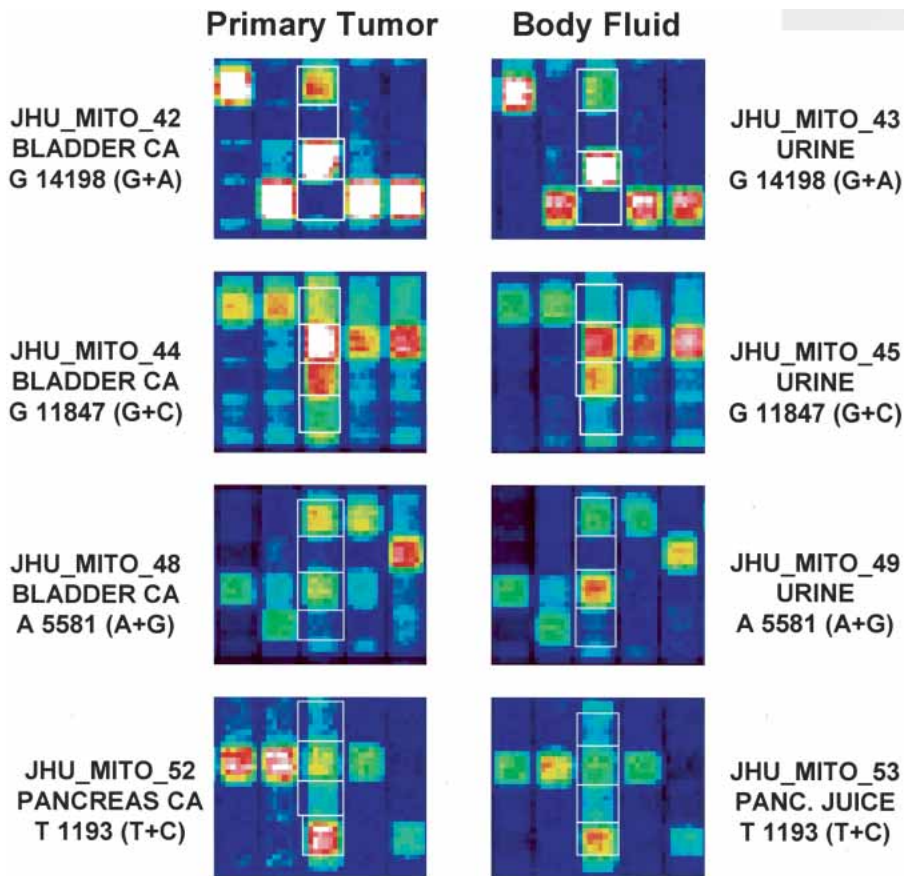 Primary Tumor
Body Fluid
JHU_MITO_42
BLADDER CA
G 14198 (G+A)
JHU_MITO_43
URINE
G 14198 (G+A)
JHU_MITO_44
BLADDER CA
G 11847 (G+C)
JHU_MITO_45
URINE
G 11847 (G+C)
JHU_MITO_48
BLADDER CA
A 5581 (A+G)
JHU_MITO_49
URINE
A 5581 (A+G)
JHU_MITO_52
PANCREAS CA
T 1193 (T+C)
JHU_MITO_53
PANC. JUICE
T 1193 (T+C)